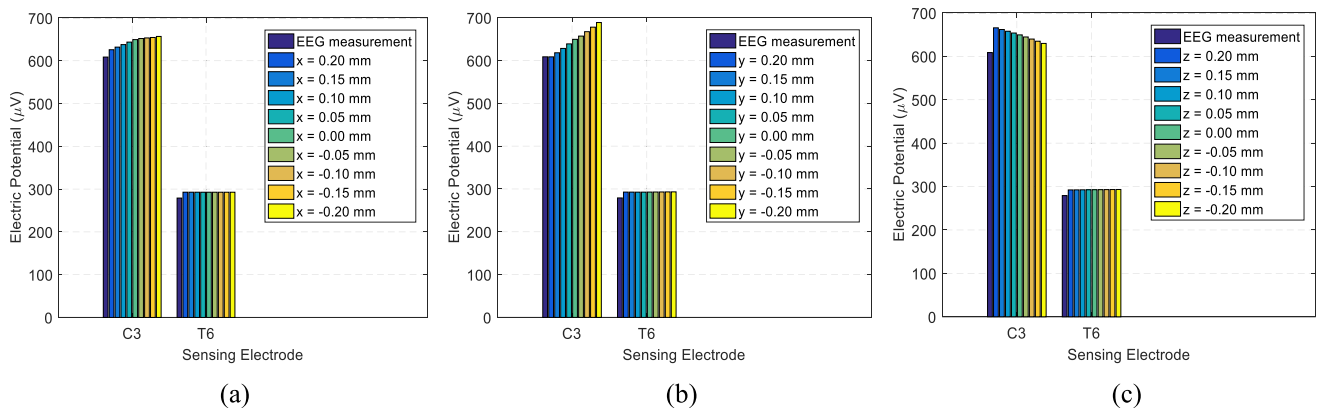 700
600
500
400
300
200
100
0
Electric Potential (μV)
C3
T6
Sensing Electrode
EEG measurement
x = 0.20 mm
x = 0.15 mm
x = 0.10 mm
x = 0.05 mm
x = 0.00 mm
x = -0.05 mm
x = -0.10 mm
x = -0.15 mm
x = -0.20 mm
(a)
700
600
500
400
300
200
100
0
Electric Potential (μV)
C3
T6
Sensing Electrode
EEG measurement
y = 0.20 mm
y = 0.15 mm
y = 0.10 mm
y = 0.05 mm
y = 0.00 mm
y = -0.05 mm
y = -0.10 mm
y = -0.15 mm
y = -0.20 mm
(b)
700
600
500
400
300
200
100
0
Electric Potential (μV)
C3
T6
Sensing Electrode
EEG measurement
z = 0.20 mm
z = 0.15 mm
z = 0.10 mm
z = 0.05 mm
z = 0.00 mm
z = -0.05 mm
z = -0.10 mm
z = -0.15 mm
z = -0.20 mm
(c)